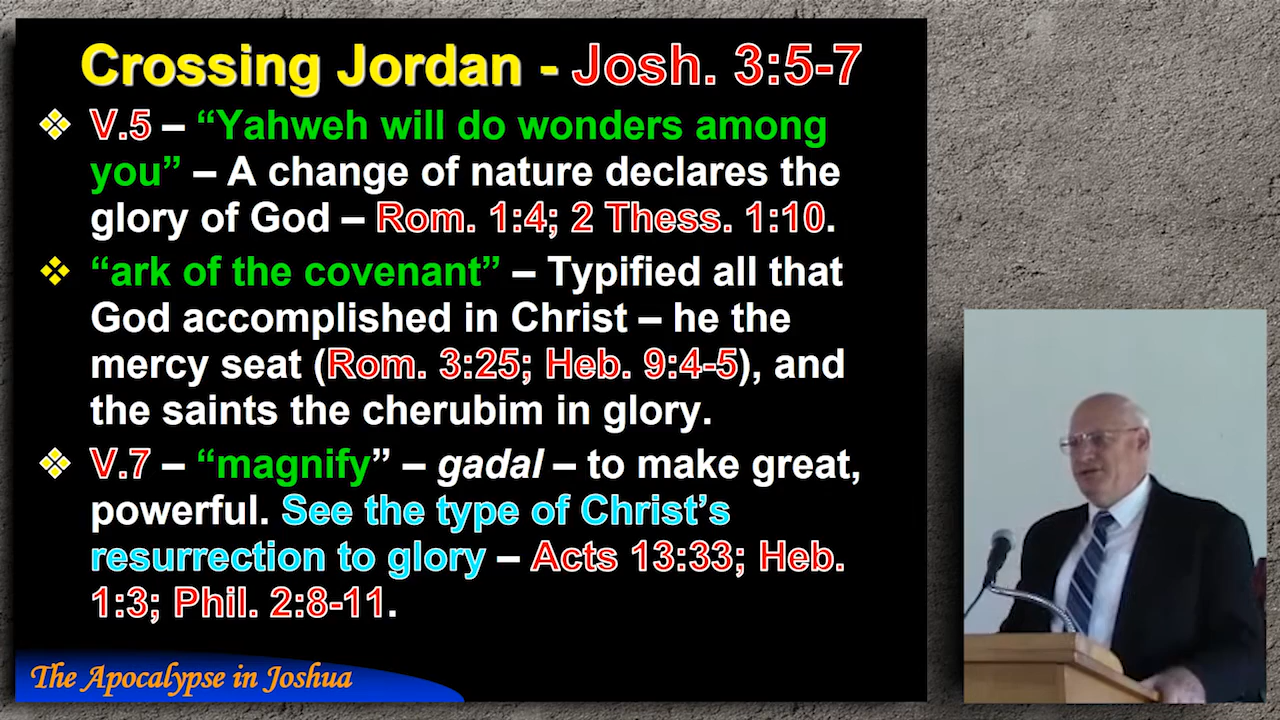 Crossing Jordan - Josh. 3:5-7
❖ V.5 – “Yahweh will do wonders among
you” – A change of nature declares the
glory of God – Rom. 1:4; 2 Thess. 1:10.
❖ “ark of the covenant” – Typified all that
God accomplished in Christ – he the
mercy seat (Rom. 3:25; Heb. 9:4-5), and
the saints the cherubim in glory.
❖ V.7 – “magnify” – gadal – to make great,
powerful. See the type of Christ’s
resurrection to glory – Acts 13:33; Heb.
1:3; Phil. 2:8-11.
The Apocalypse in Joshua